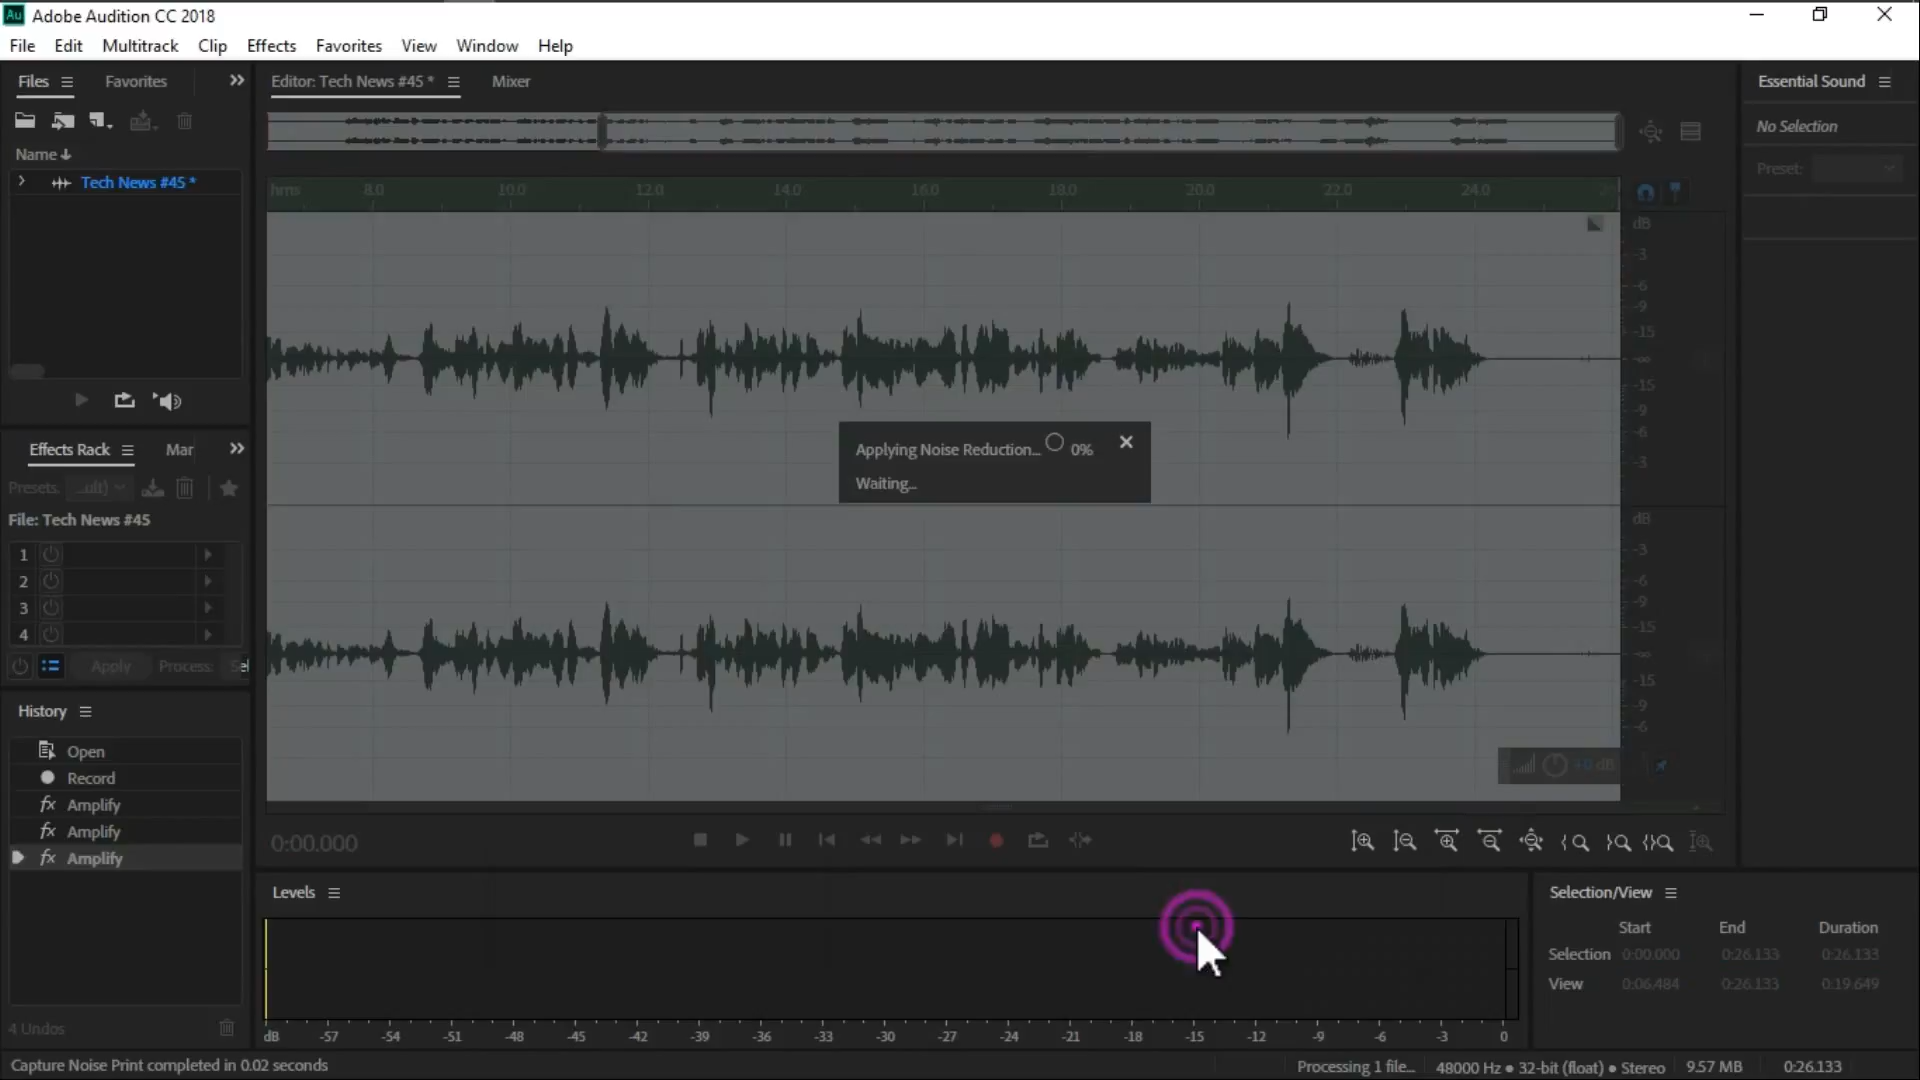 Au Adobe Audition CC 2018
File Edit Multitrack Clip Effects Favorites View Window Help
Files Favorites
Editor: Tech News #45 * Mixer
Essential Sound
No Selection
Preset:
Name
Tech News #45 *
hms 8.0 10.0 12.0 14.0 16.0 18.0 20.0 22.0 24.0
dB
-3
-6
-9
-15
-∞
-15
-9
-6
-3
Applying Noise Reduction... 0%
Waiting...
Effects Rack Mar
Presets: ...ult)
File: Tech News #45
1
2
3
4
Apply Process: Sel
dB
-3
-6
-9
-15
-∞
-15
-9
-6
+0 dB
History
Open
Record
fx Amplify
fx Amplify
fx Amplify
4 Undos
0:00.000
Levels
dB -57 -54 -51 -48 -45 -42 -39 -36 -33 -30 -27 -24 -21 -18 -15 -12 -9 -6 -3 0
Selection/View
Start End Duration
Selection 0:00.000 0:26.133 0:26.133
View 0:06.484 0:26.133 0:19.649
Capture Noise Print completed in 0.02 seconds
Processing 1 file... 48000 Hz ● 32-bit (float) ● Stereo 9.57 MB 0:26.133